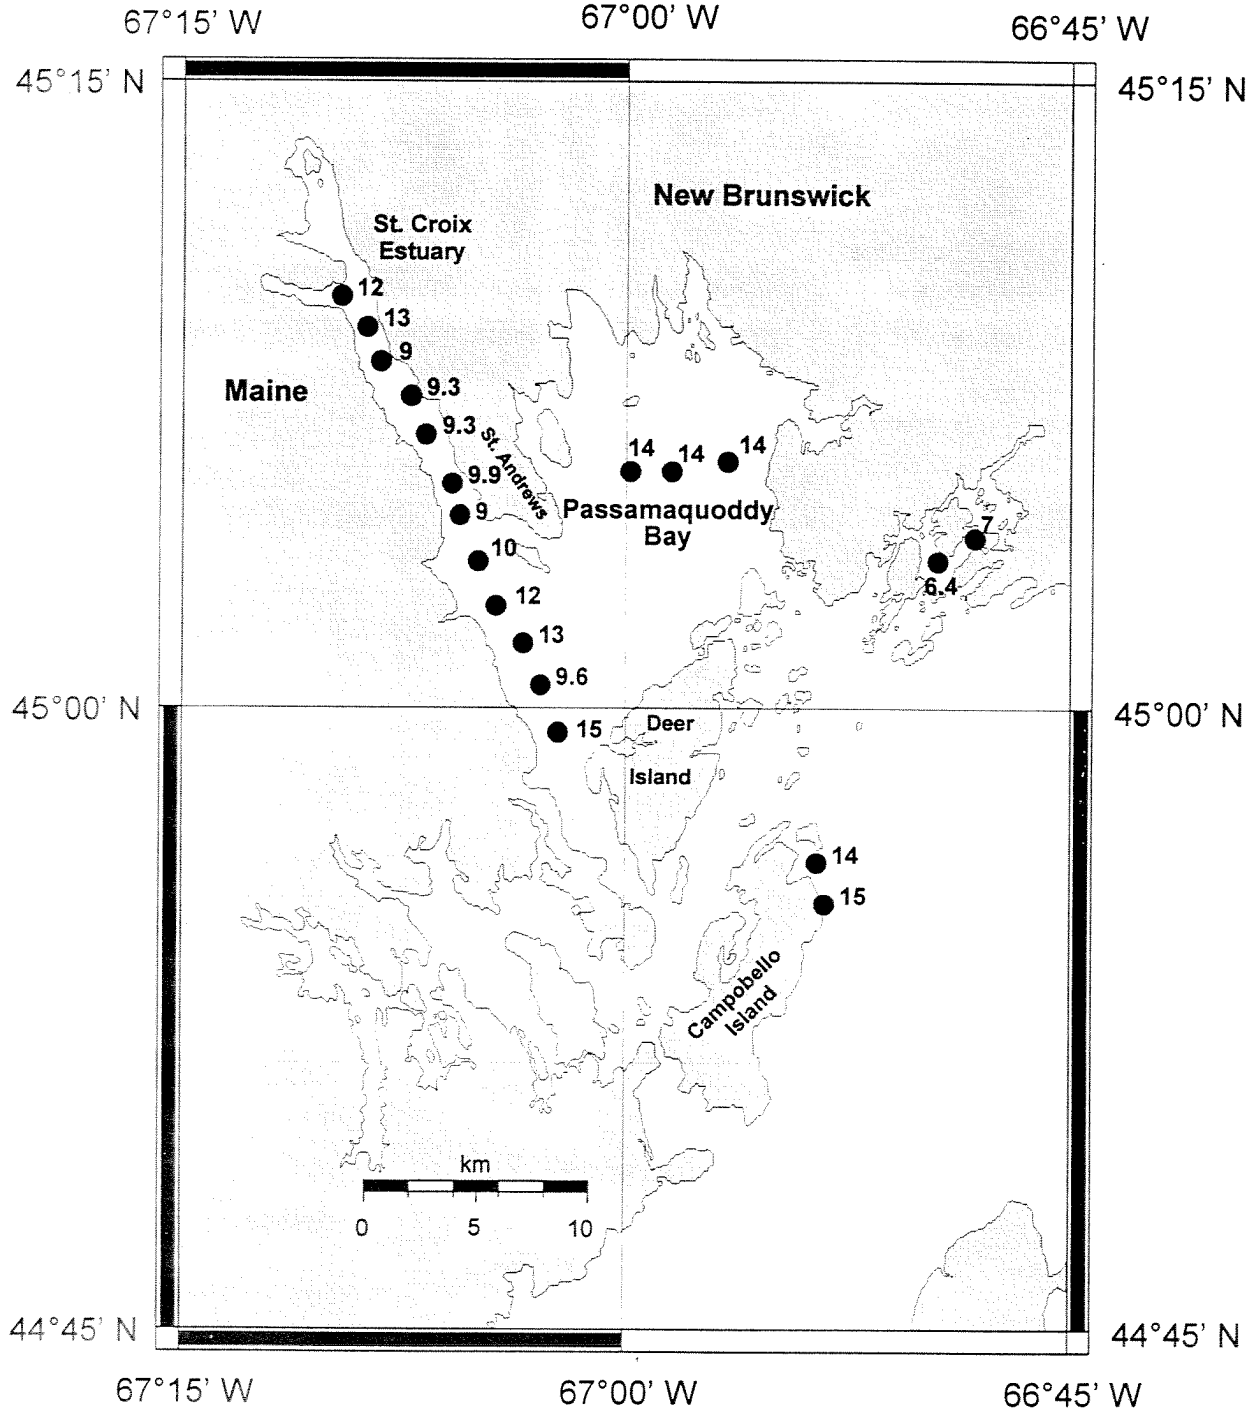 67°15' W
67°00' W
66°45' W
45°15' N
45°15' N
New Brunswick
St. Croix
Estuary
12
13
9
Maine
9.3
9.3
St. Andrews
14
14
14
9.9
9
Passamaquoddy
Bay
7
6.4
10
12
13
9.6
45°00' N
45°00' N
15
Deer
Island
14
15
Campobello
Island
km
0
5
10
44°45' N
44°45' N
67°15' W
67°00' W
66°45' W